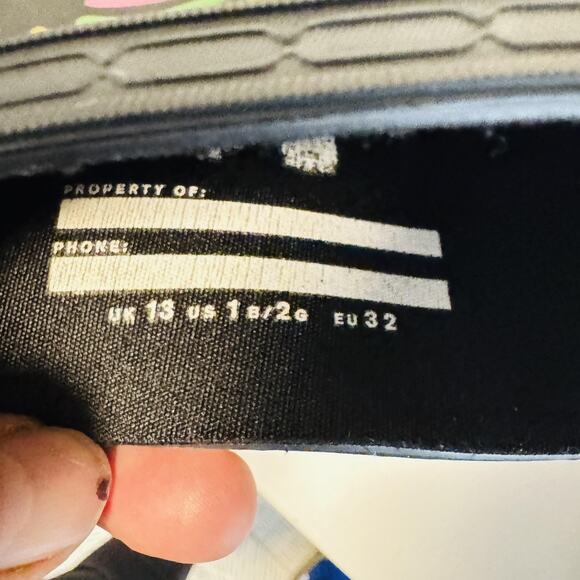 PROPERTY OF:
PHONE:
UK 13 US 1B/2G EU 32